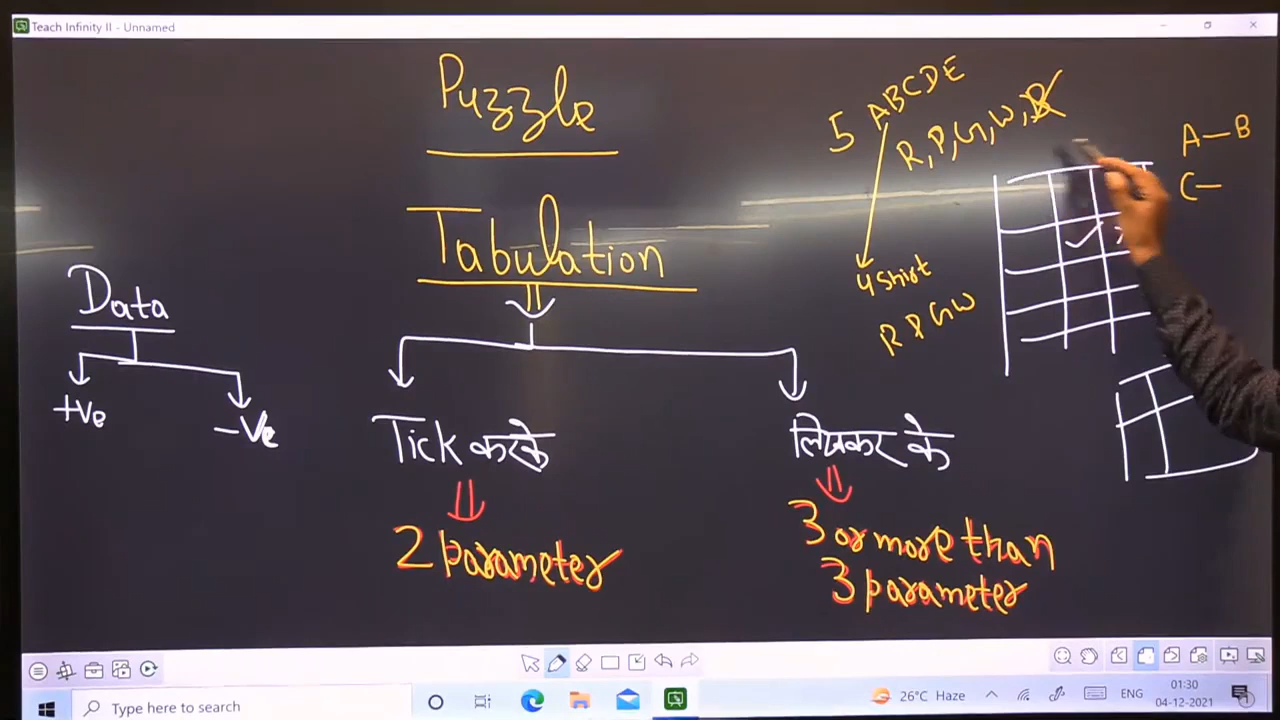 Teach Infinity II - Unnamed
Puzzle
Tabulation
Data
+Ve
-Ve
Tick करके
2 parameter
लिखकर के
3 or more than
3 parameter
5 ABCDE
R, P, G, W, B
4 Shirt
R P G W
A – B
C –
Type here to search
26°C Haze
ENG
01:30
04-12-2021